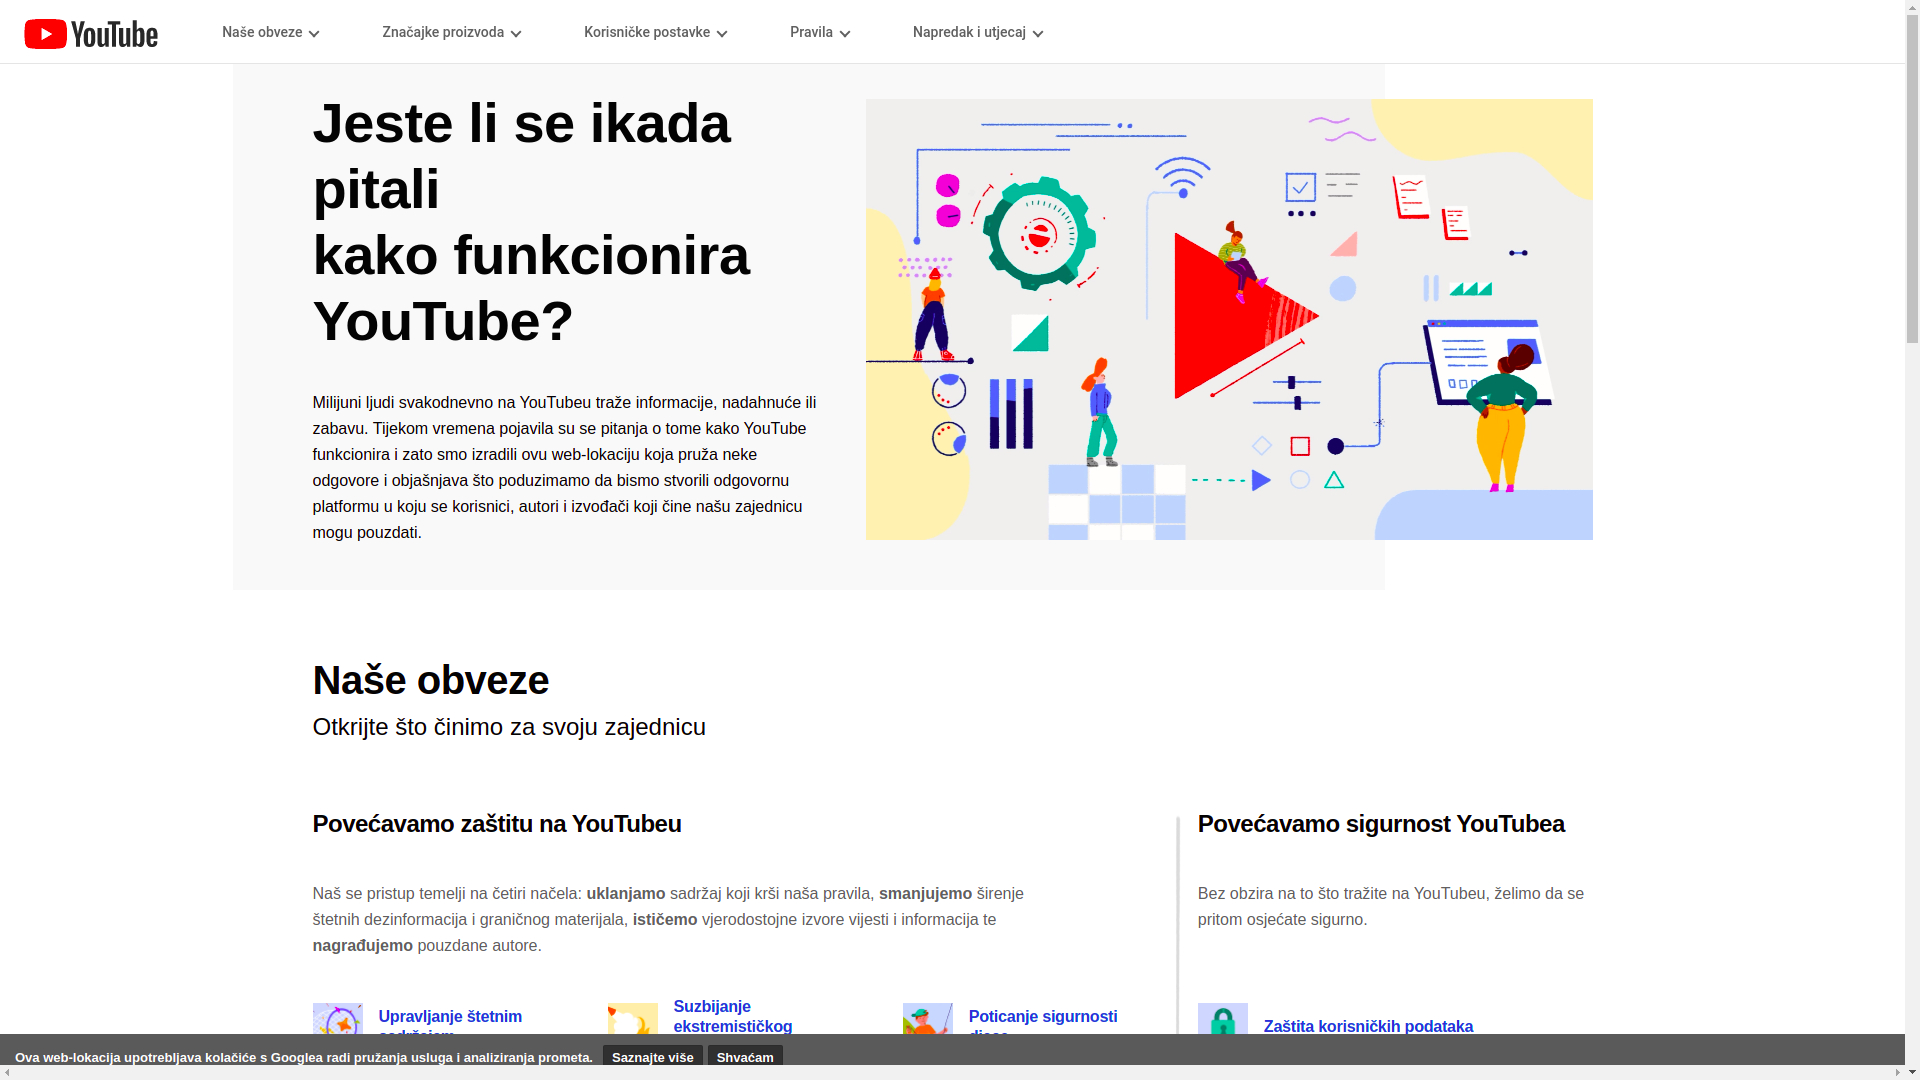 YouTube
Naše obveze
Značajke proizvoda
Korisničke postavke
Pravila
Napredak i utjecaj
Jeste li se ikada
pitali
kako funkcionira
YouTube?
Milijuni ljudi svakodnevno na YouTubeu traže informacije, nadahnuće ili
zabavu. Tijekom vremena pojavila su se pitanja o tome kako YouTube
funkcionira i zato smo izradili ovu web-lokaciju koja pruža neke
odgovore i objašnjava što poduzimamo da bismo stvorili odgovornu
platformu u koju se korisnici, autori i izvođači koji čine našu zajednicu
mogu pouzdati.
Naše obveze
Otkrijte što činimo za svoju zajednicu
Povećavamo zaštitu na YouTubeu
Naš se pristup temelji na četiri načela: uklanjamo sadržaj koji krši naša pravila, smanjujemo širenje
štetnih dezinformacija i graničnog materijala, ističemo vjerodostojne izvore vijesti i informacija te
nagrađujemo pouzdane autore.
Upravljanje štetnim
Suzbijanje
ekstremističkog
Poticanje sigurnosti
Povećavamo sigurnost YouTubea
Bez obzira na to što tražite na YouTubeu, želimo da se
pritom osjećate sigurno.
Zaštita korisničkih podataka
Ova web-lokacija upotrebljava kolačiće s Googlea radi pružanja usluga i analiziranja prometa.
Saznajte više
Shvaćam